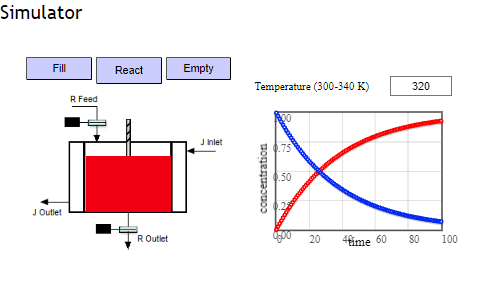 Simulator
Fill
React
Empty
Temperature (300-340 K)
320
R Feed
J Inlet
J Outlet
R Outlet
concentration
0.75
0.50
0.00
20
40
60
80
100
time